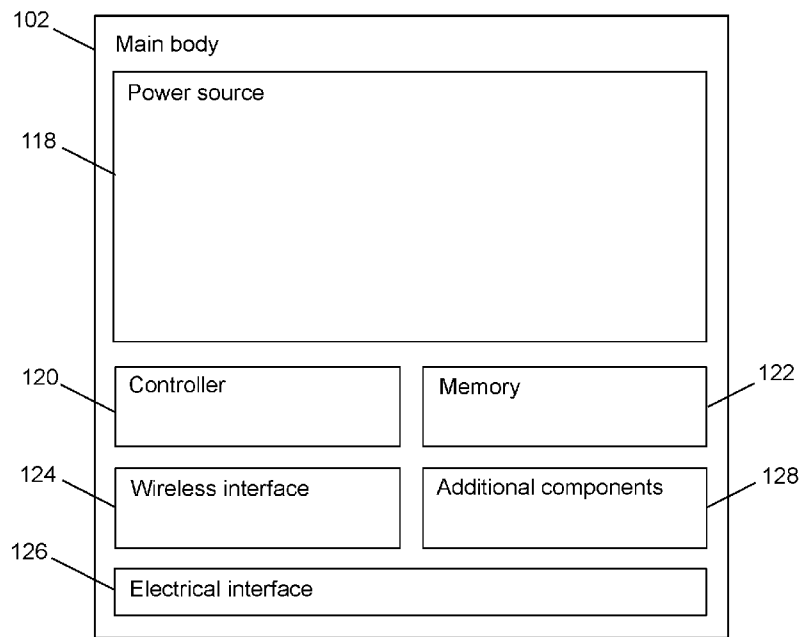 102
Main body
Power source
118
120
Controller
Memory
122
124
Wireless interface
Additional components
128
126
Electrical interface